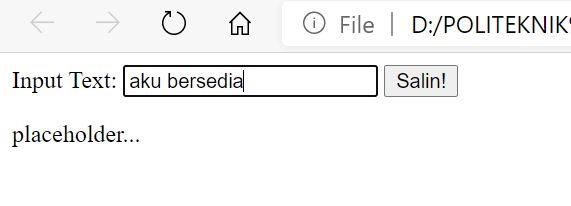 File | D:/POLITEKNIK
Input Text: aku bersedia Salin!
placeholder...